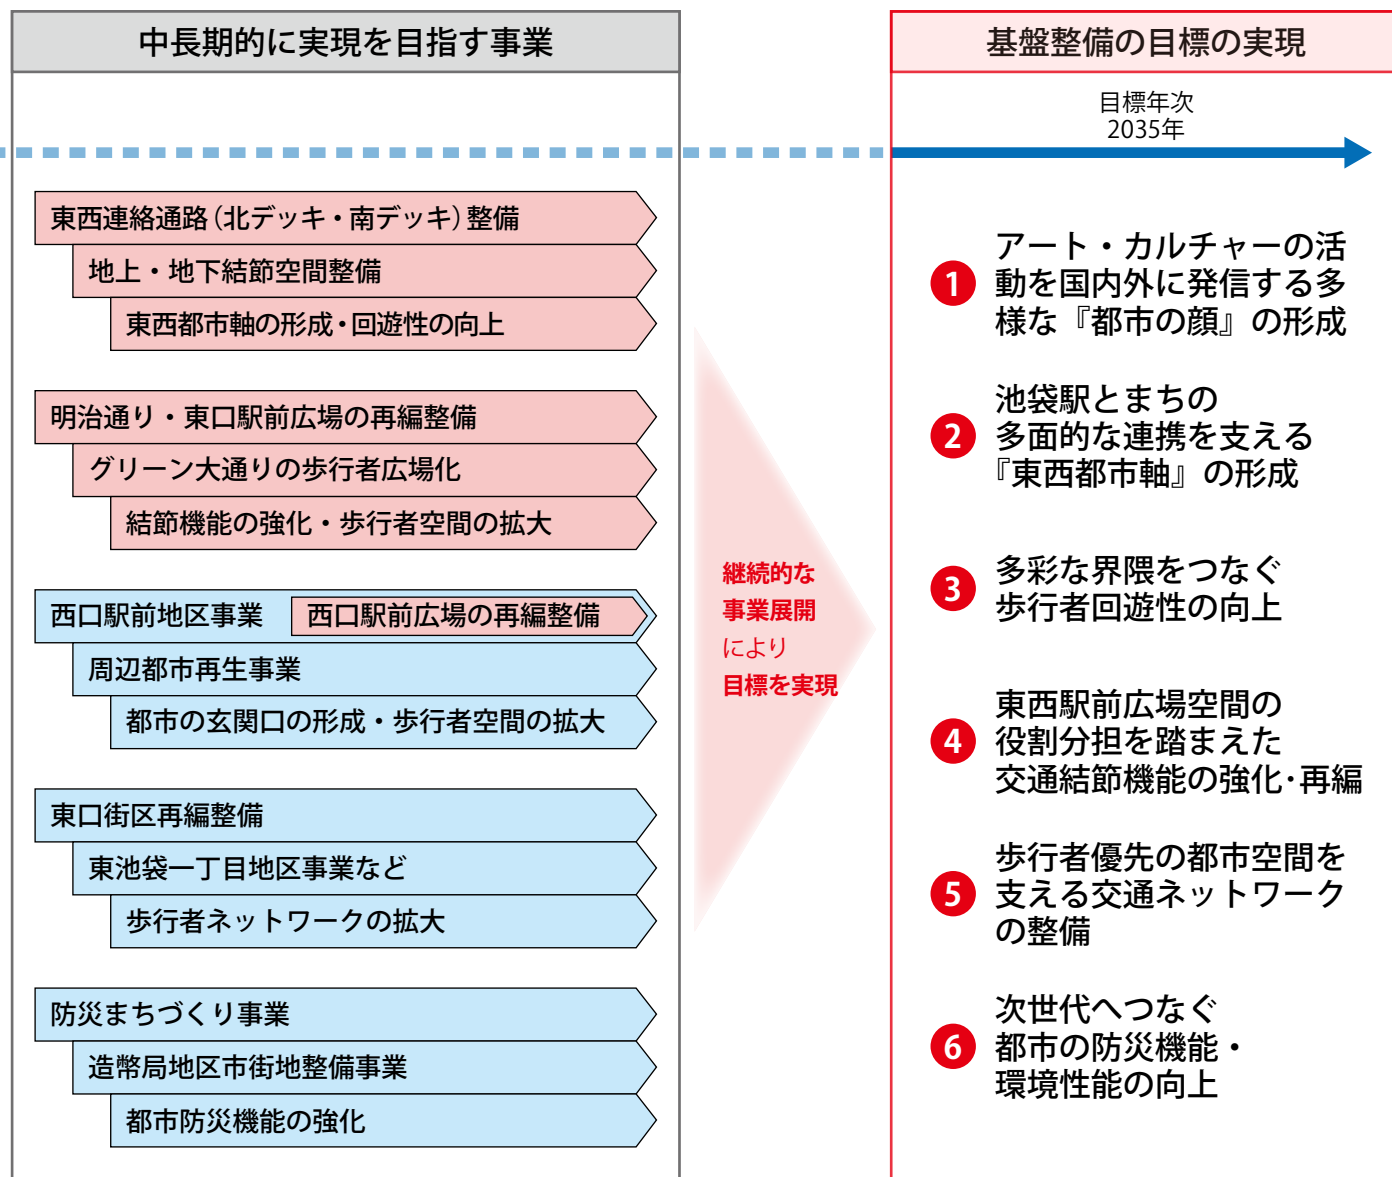 中長期的に実現を目指す事業
東西連絡通路（北デッキ・南デッキ）整備
地上・地下結節空間整備
東西都市軸の形成・回遊性の向上
明治通り・東口駅前広場の再編整備
グリーン大通りの歩行者広場化
結節機能の強化・歩行者空間の拡大
西口駅前地区事業
西口駅前広場の再編整備
周辺都市再生事業
都市の玄関口の形成・歩行者空間の拡大
東口街区再編整備
東池袋一丁目地区事業など
歩行者ネットワークの拡大
防災まちづくり事業
造幣局地区市街地整備事業
都市防災機能の強化
継続的な
事業展開
により
目標を実現
基盤整備の目標の実現
目標年次
2035年
1
アート・カルチャーの活
動を国内外に発信する多
様な『都市の顔』の形成
2
池袋駅とまちの
多面的な連携を支える
『東西都市軸』の形成
3
多彩な界隈をつなぐ
歩行者回遊性の向上
4
東西駅前広場空間の
役割分担を踏まえた
交通結節機能の強化・再編
5
歩行者優先の都市空間を
支える交通ネットワーク
の整備
6
次世代へつなぐ
都市の防災機能・
環境性能の向上